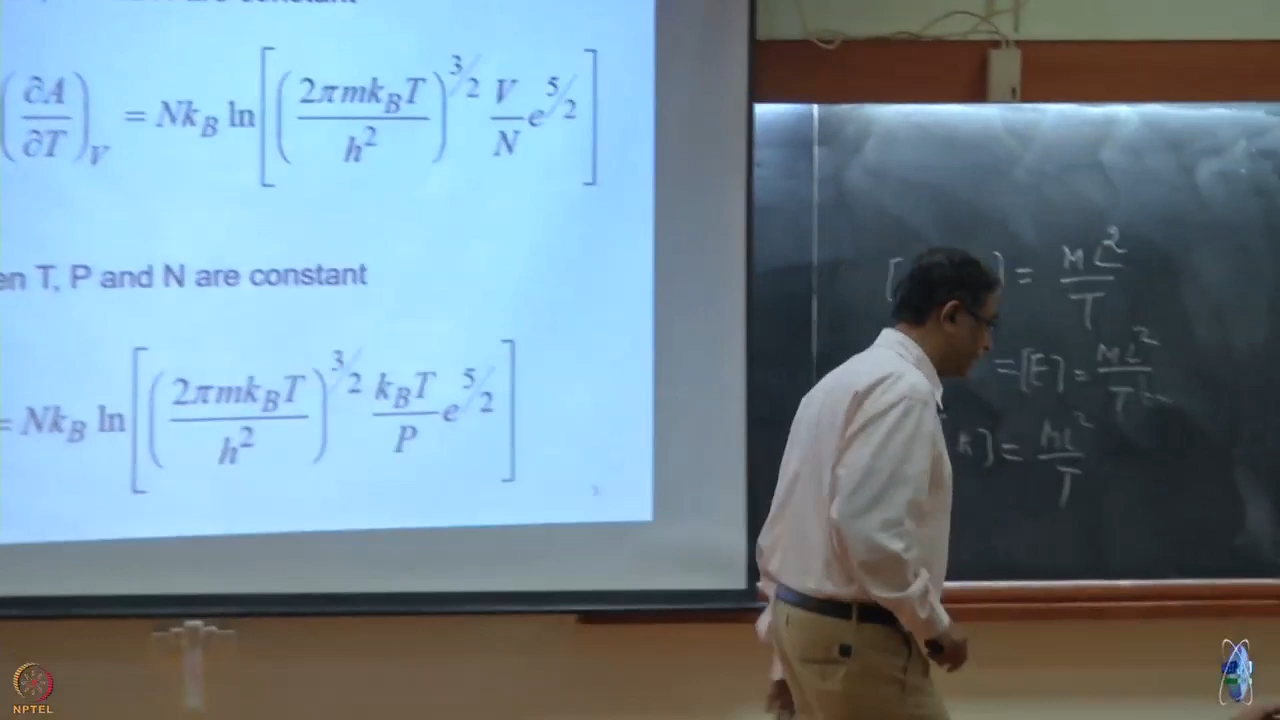 are constant
(∂A/∂T)_V = Nk_B ln[(2πmk_BT/h²)^{3/2} V/N e^{5/2}]
en T, P and N are constant
= Nk_B ln[(2πmk_BT/h²)^{3/2} k_BT/P e^{5/2}]
[ ] = ML²/T
=[E] = ML²/T²
] = ML²/T
NPTEL